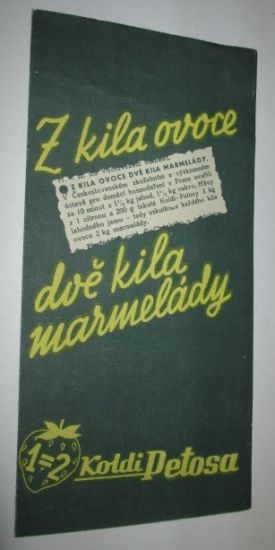 Z kila ovoce
Z KILA OVOCE DVĚ KILA MARMELÁDY.
Československém zkušebním a výzkumném
ústavě pro domácí hospodaření v Praze uvařili
za 10 minut z 1½ kg jahod, 1½ kg cukru, šťávy
z 1 citronu a 200 g tekuté Koldi-Petosy 3 kg
lahodného jamu - tedy vskutku z každého kila
ovoce 2 kg marmelády.
dvě kila
marmelády
1=2
Koldi Petosa